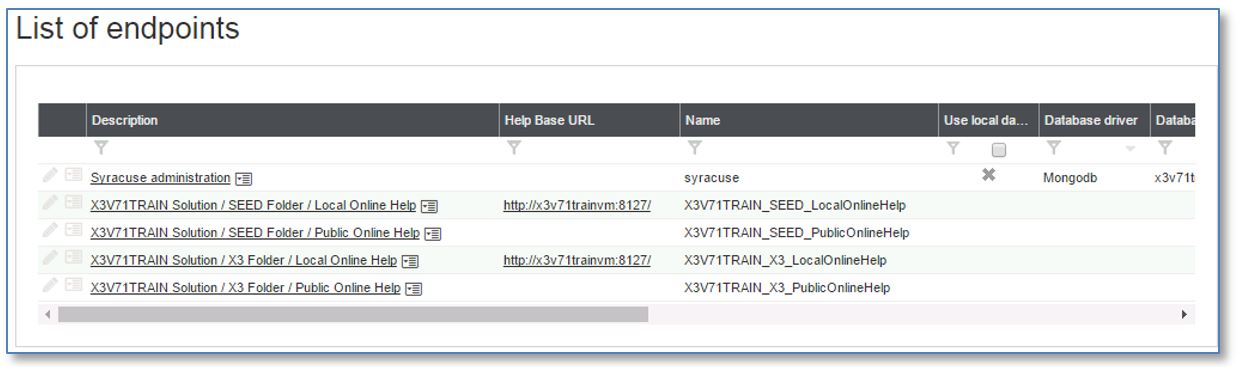 List of endpoints
Description Help Base URL Name Use local da... Database driver Databa
Syracuse administration syracuse Mongodb x3v71t
X3V71TRAIN Solution / SEED Folder / Local Online Help http://x3v71trainvm:8127/ X3V71TRAIN_SEED_LocalOnlineHelp
X3V71TRAIN Solution / SEED Folder / Public Online Help X3V71TRAIN_SEED_PublicOnlineHelp
X3V71TRAIN Solution / X3 Folder / Local Online Help http://x3v71trainvm:8127/ X3V71TRAIN_X3_LocalOnlineHelp
X3V71TRAIN Solution / X3 Folder / Public Online Help X3V71TRAIN_X3_PublicOnlineHelp